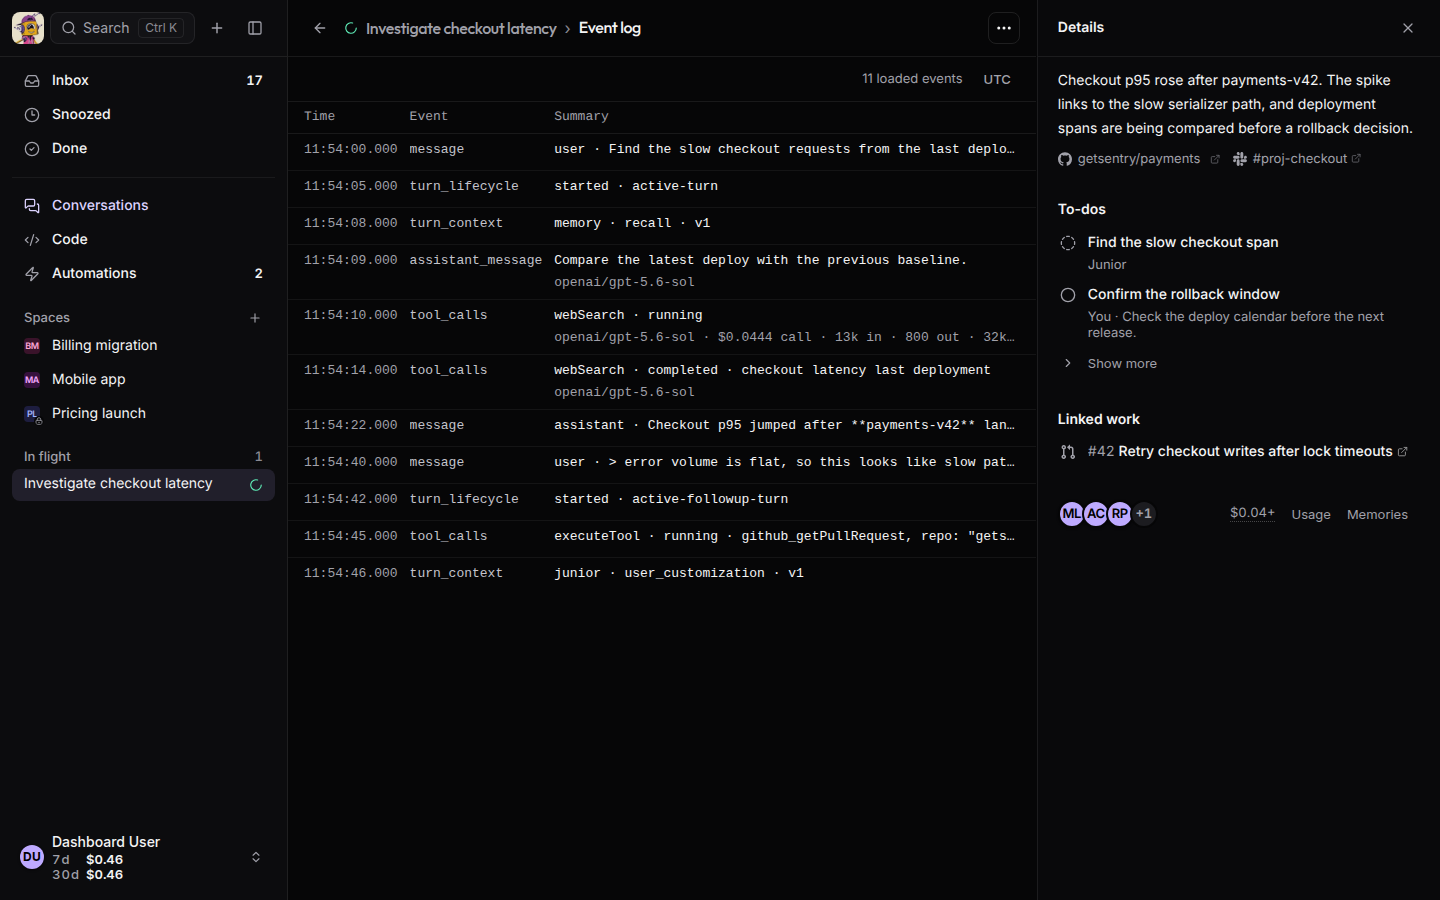 Search Ctrl K
Inbox 17
Snoozed
Done
Conversations
Code
Automations 2
Spaces
BM Billing migration
MA Mobile app
PL Pricing launch
In flight 1
Investigate checkout latency
DU Dashboard User
7d $0.46
30d $0.46
Investigate checkout latency › Event log
11 loaded events UTC
Time Event Summary
11:54:00.000 message user · Find the slow checkout requests from the last deplo…
11:54:05.000 turn_lifecycle started · active-turn
11:54:08.000 turn_context memory · recall · v1
11:54:09.000 assistant_message Compare the latest deploy with the previous baseline.
openai/gpt-5.6-sol
11:54:10.000 tool_calls webSearch · running
openai/gpt-5.6-sol · $0.0444 call · 13k in · 800 out · 32k…
11:54:14.000 tool_calls webSearch · completed · checkout latency last deployment
openai/gpt-5.6-sol
11:54:22.000 message assistant · Checkout p95 jumped after **payments-v42** lan…
11:54:40.000 message user · > error volume is flat, so this looks like slow pat…
11:54:42.000 turn_lifecycle started · active-followup-turn
11:54:45.000 tool_calls executeTool · running · github_getPullRequest, repo: "gets…
11:54:46.000 turn_context junior · user_customization · v1
Details
Checkout p95 rose after payments-v42. The spike
links to the slow serializer path, and deployment
spans are being compared before a rollback decision.
getsentry/payments #proj-checkout
To-dos
Find the slow checkout span
Junior
Confirm the rollback window
You · Check the deploy calendar before the next
release.
Show more
Linked work
#42 Retry checkout writes after lock timeouts
ML AC RP +1 $0.04+ Usage Memories